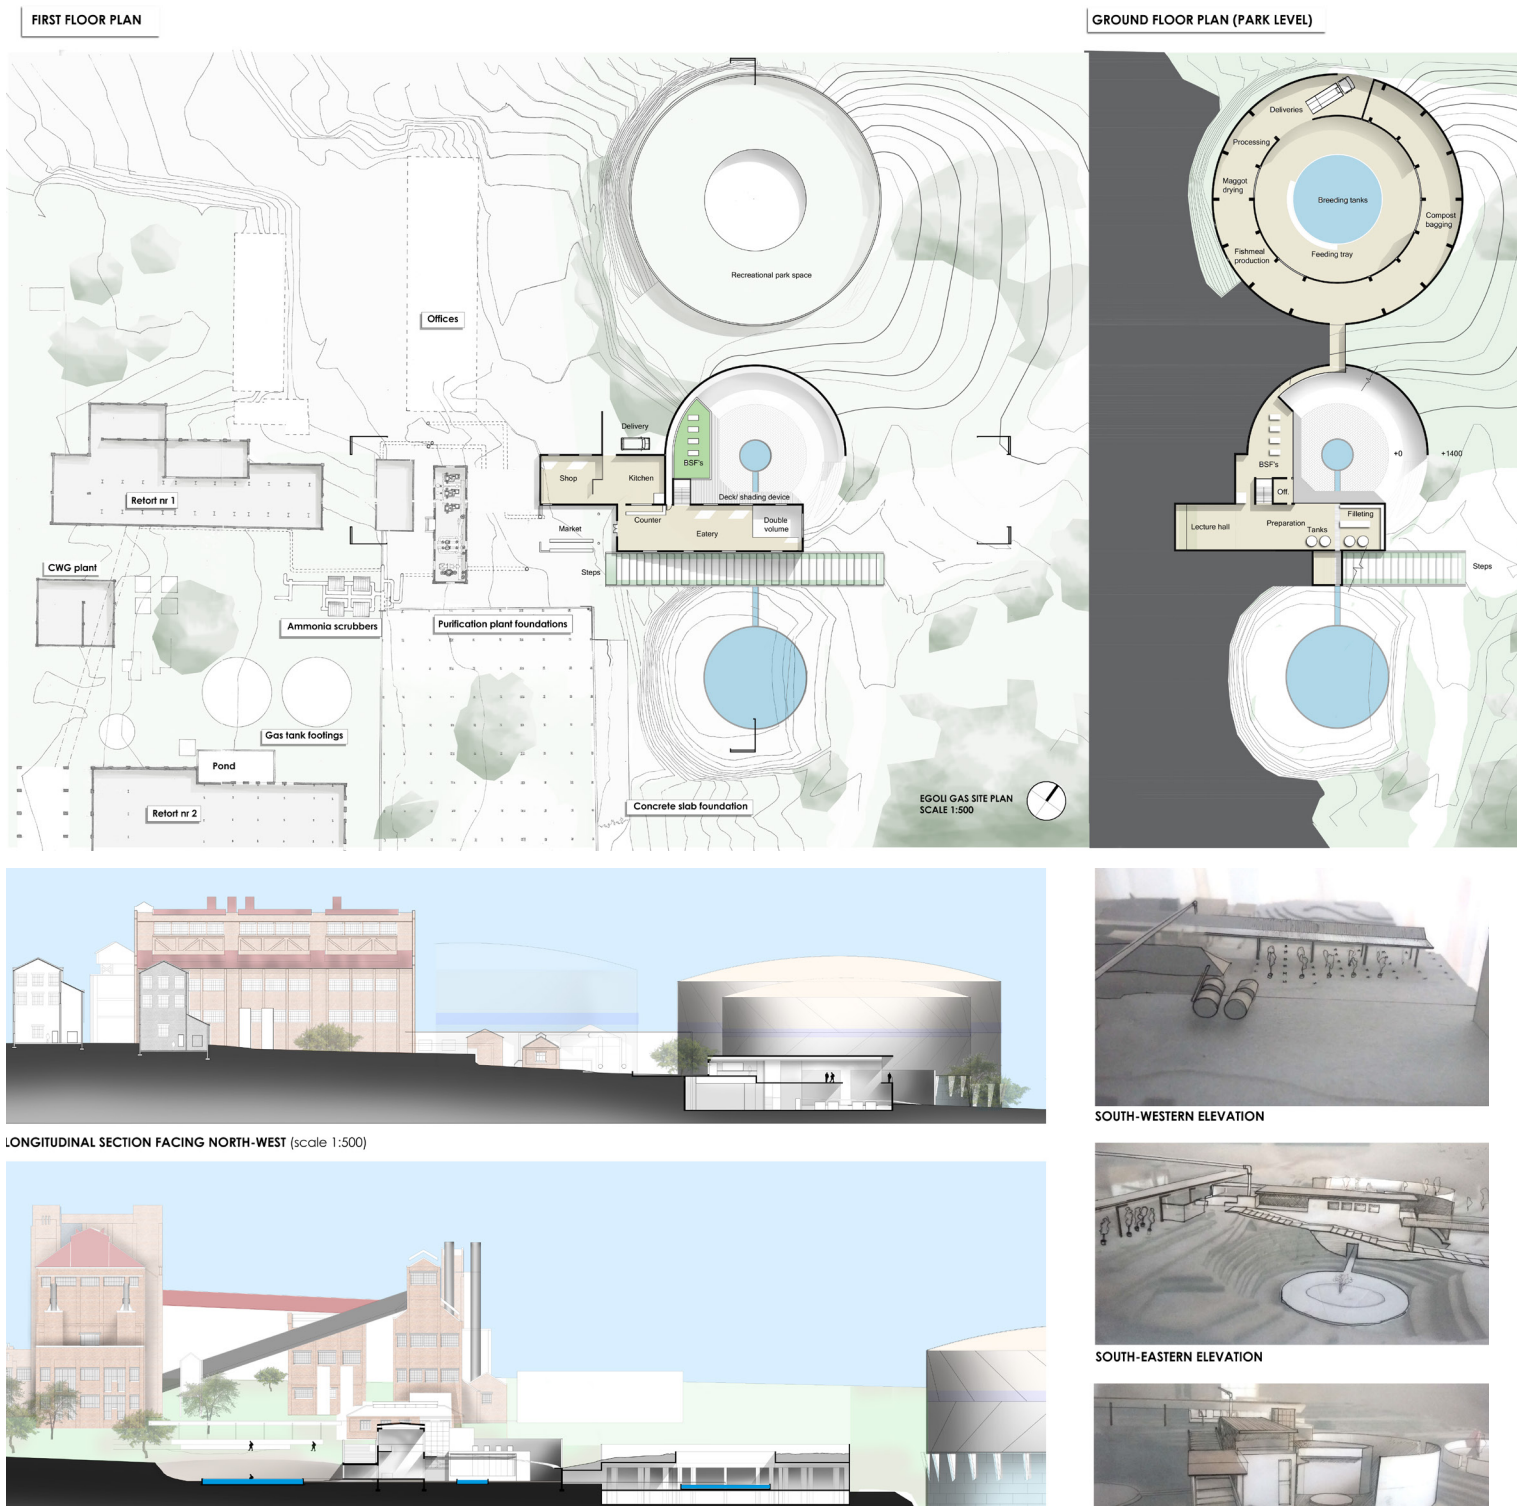 FIRST FLOOR PLAN
GROUND FLOOR PLAN (PARK LEVEL)
Recreational park space
Offices
Delivery
BSF's
Shop
Kitchen
Deck/ shading device
Counter
Double
volume
Market
Eatery
Steps
Retort nr 1
CWG plant
Ammonia scrubbers
Purification plant foundations
Gas tank footings
Pond
Retort nr 2
Concrete slab foundation
EGOLI GAS SITE PLAN
SCALE 1:500
Deliveries
Processing
Maggot
drying
Breeding tanks
Compost
bagging
Fishmeal
production
Feeding tray
+0
+1400
BSF's
Off.
Filleting
Lecture hall
Preparation
Tanks
Steps
LONGITUDINAL SECTION FACING NORTH-WEST (scale 1:500)
SOUTH-WESTERN ELEVATION
SOUTH-EASTERN ELEVATION